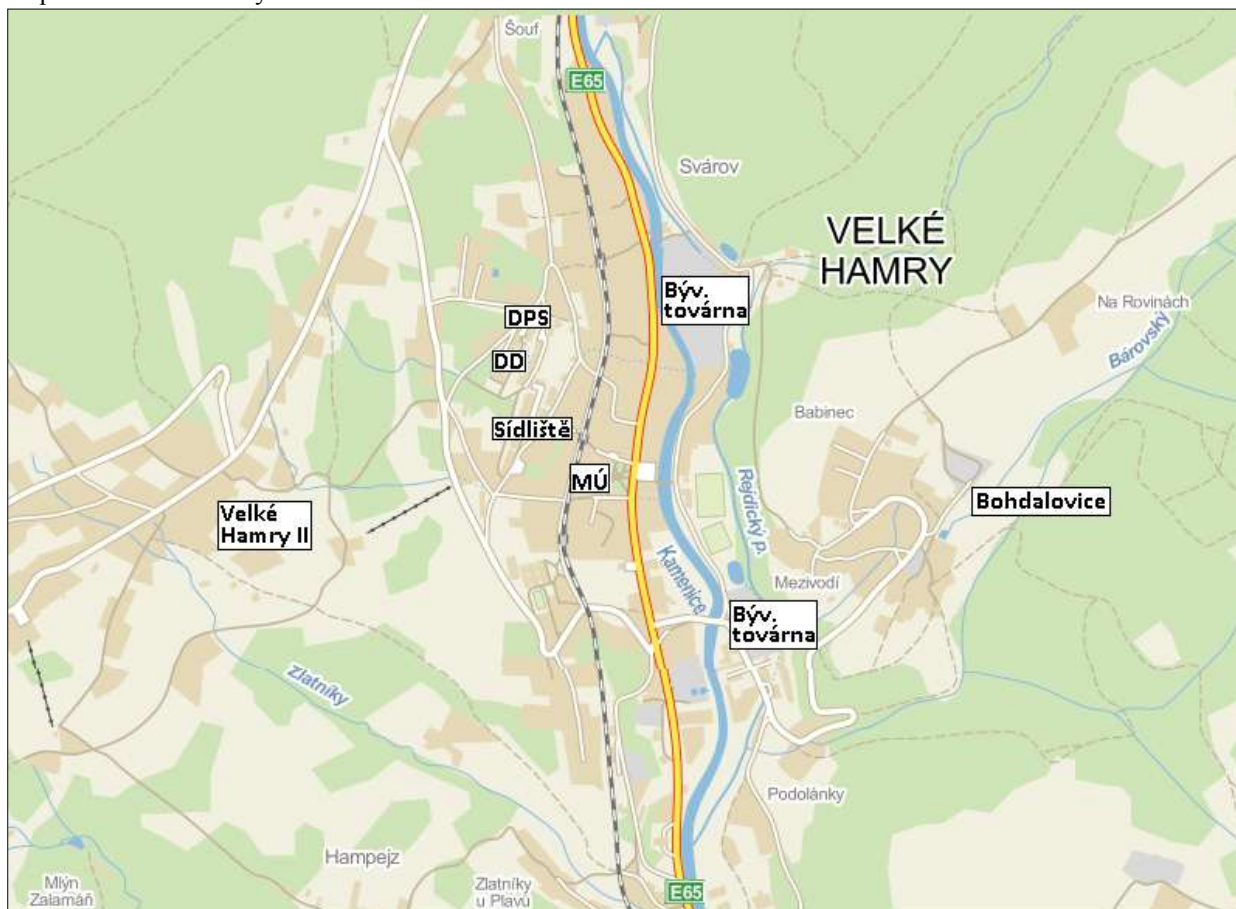 Šouf
E65
Svárov
VELKÉ
HAMRY
Býv.
továrna
Na Rovinách
Bárovský
DPS
DD
Babinec
Sídliště
MÚ
Rejdický p.
Bohdalovice
Velké
Hamry II
Kamenice
Mezivodí
Býv.
továrna
Zlatníky
Podolánky
Hampejz
Mlýn
Zalamáň
Zlatníky
u Plavů
E65